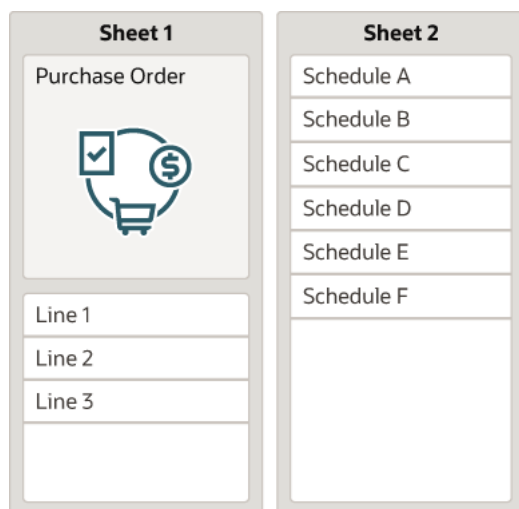 Sheet 1
Purchase Order
$
Line 1
Line 2
Line 3
Sheet 2
Schedule A
Schedule B
Schedule C
Schedule D
Schedule E
Schedule F